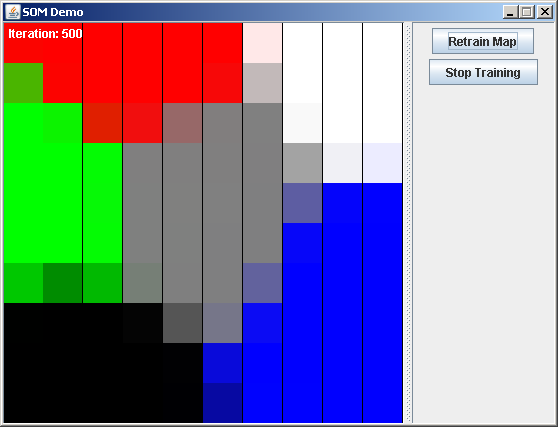 SOM Demo
Iteration: 500
Retrain Map
Stop Training